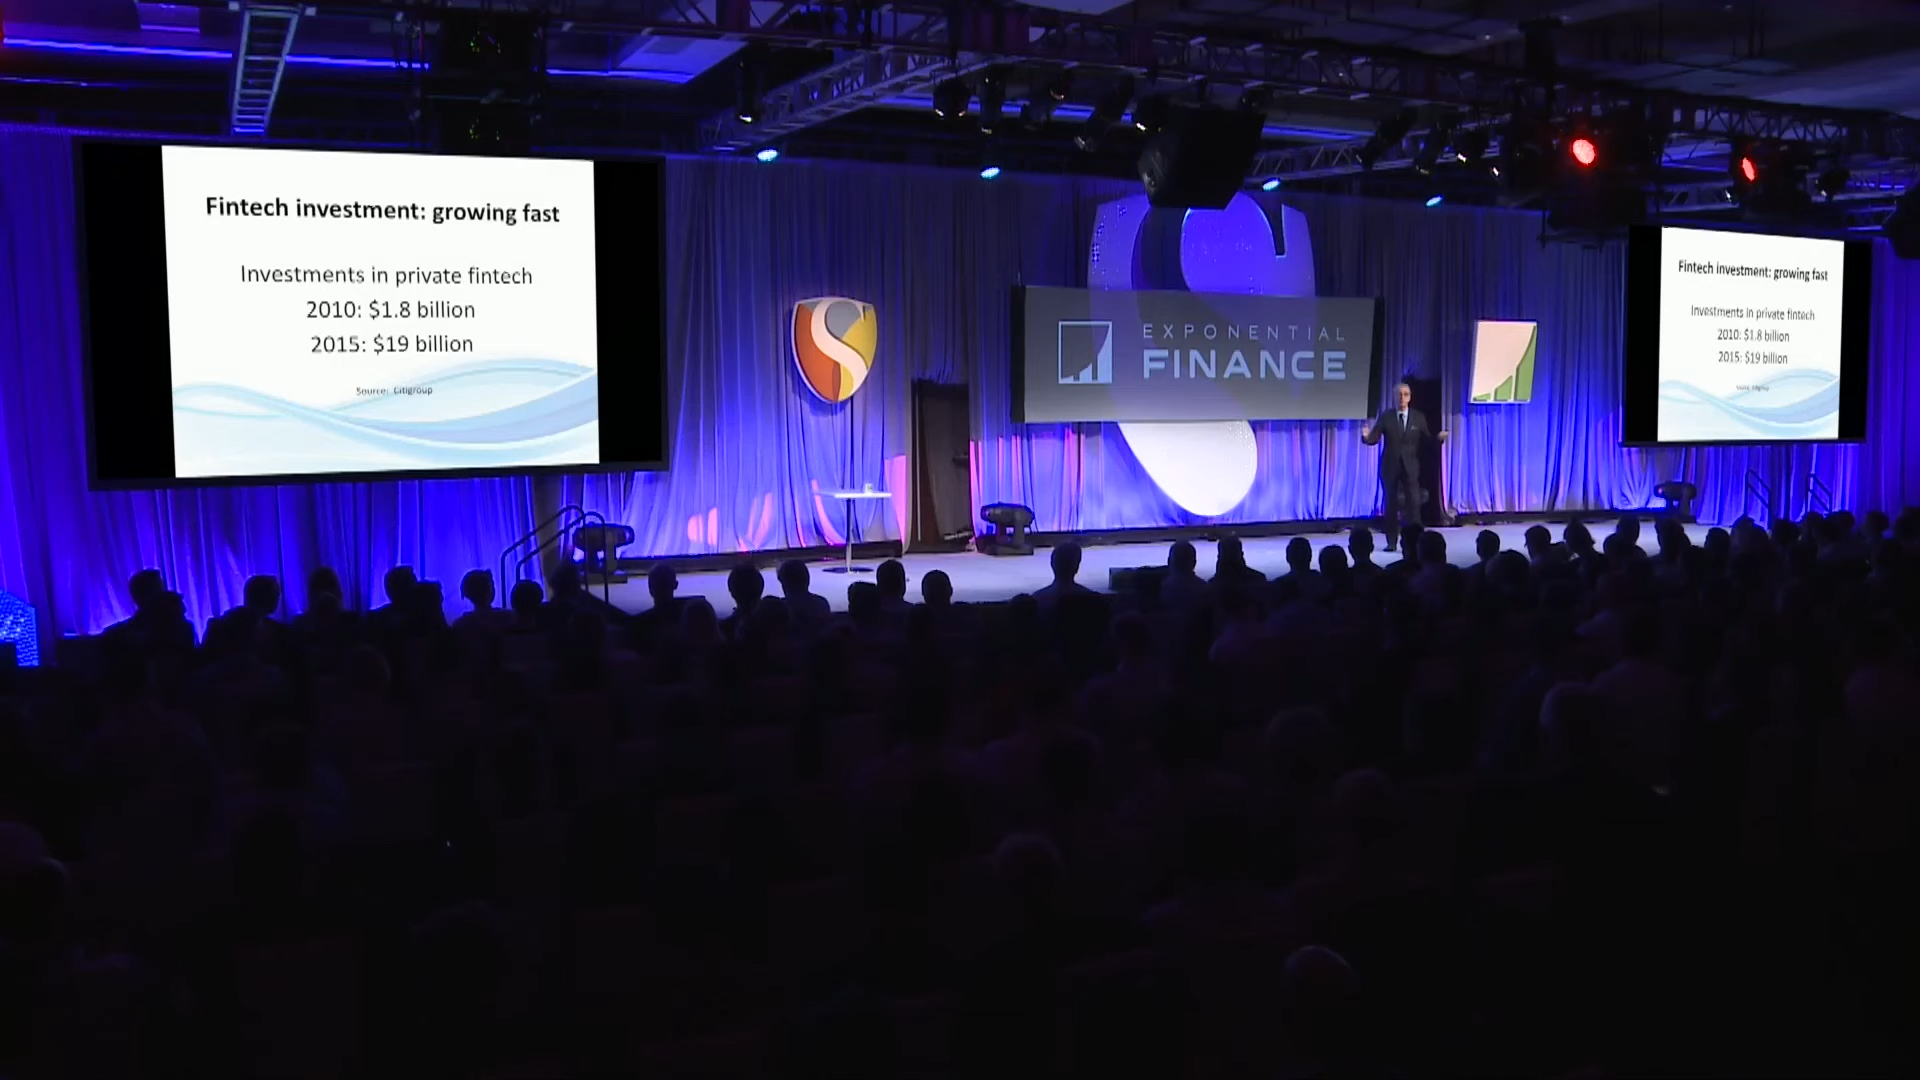 Fintech investment: growing fast
Investments in private fintech
2010: $1.8 billion
2015: $19 billion
Source: Citigroup
EXPONENTIAL
FINANCE
Fintech investment: growing fast
Investments in private fintech
2010: $1.8 billion
2015: $19 billion